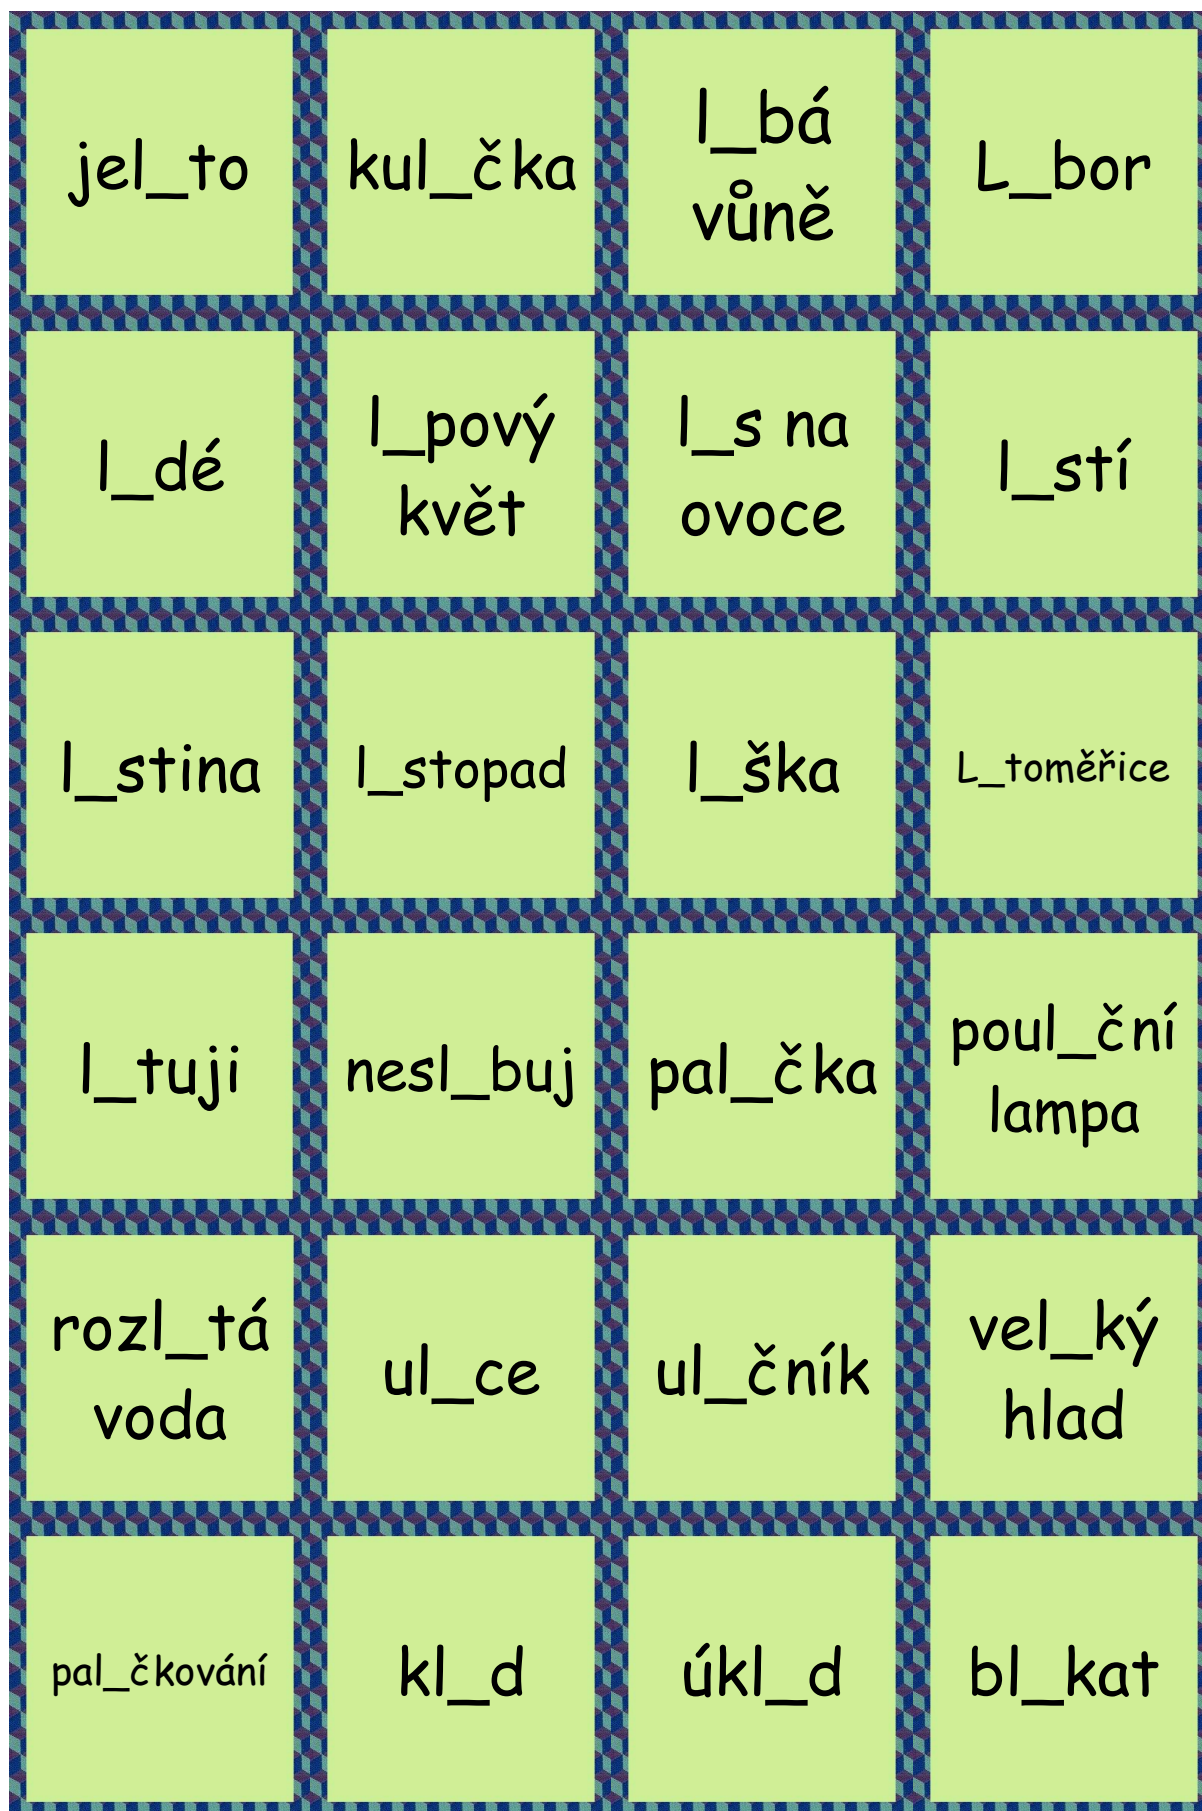 jel_to
kul_čka
l_bá
vůně
L_bor
l_dé
l_pový
květ
l_s na
ovoce
l_stí
l_stina
l_stopad
l_ška
L_toměřice
l_tuji
nesl_buj
pal_čka
poul_ční
lampa
rozl_tá
voda
ul_ce
ul_čník
vel_ký
hlad
pal_čkování
kl_d
úkl_d
bl_kat